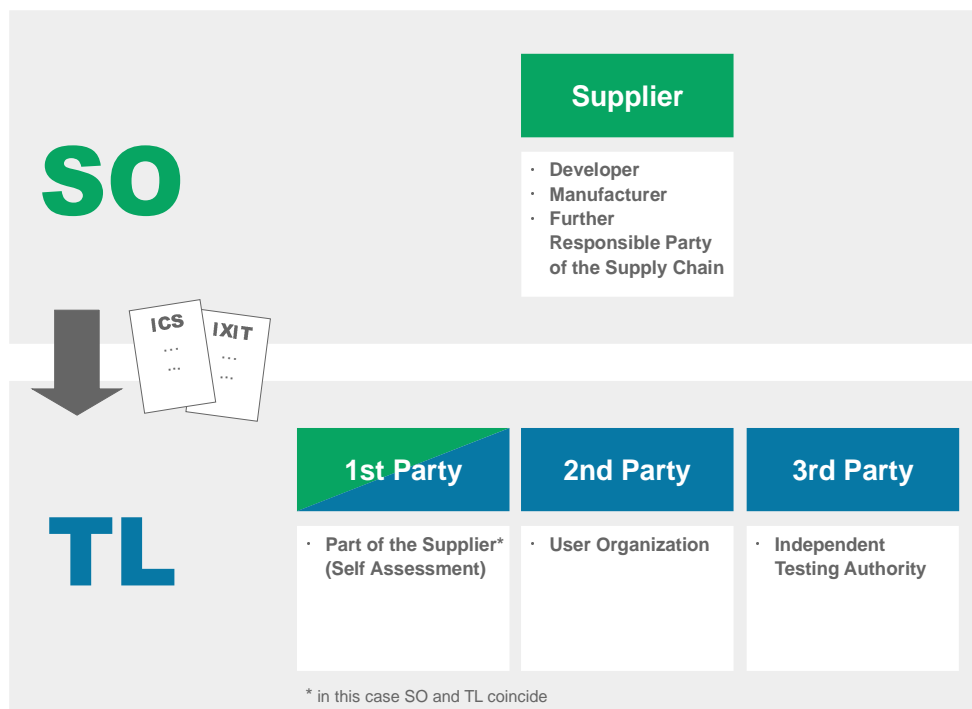 SO
Supplier
· Developer
· Manufacturer
· Further
Responsible Party
of the Supply Chain
ICS
...
...
IXIT
...
...
TL
1st Party
· Part of the Supplier*
(Self Assessment)
2nd Party
· User Organization
3rd Party
· Independent
Testing Authority
* in this case SO and TL coincide